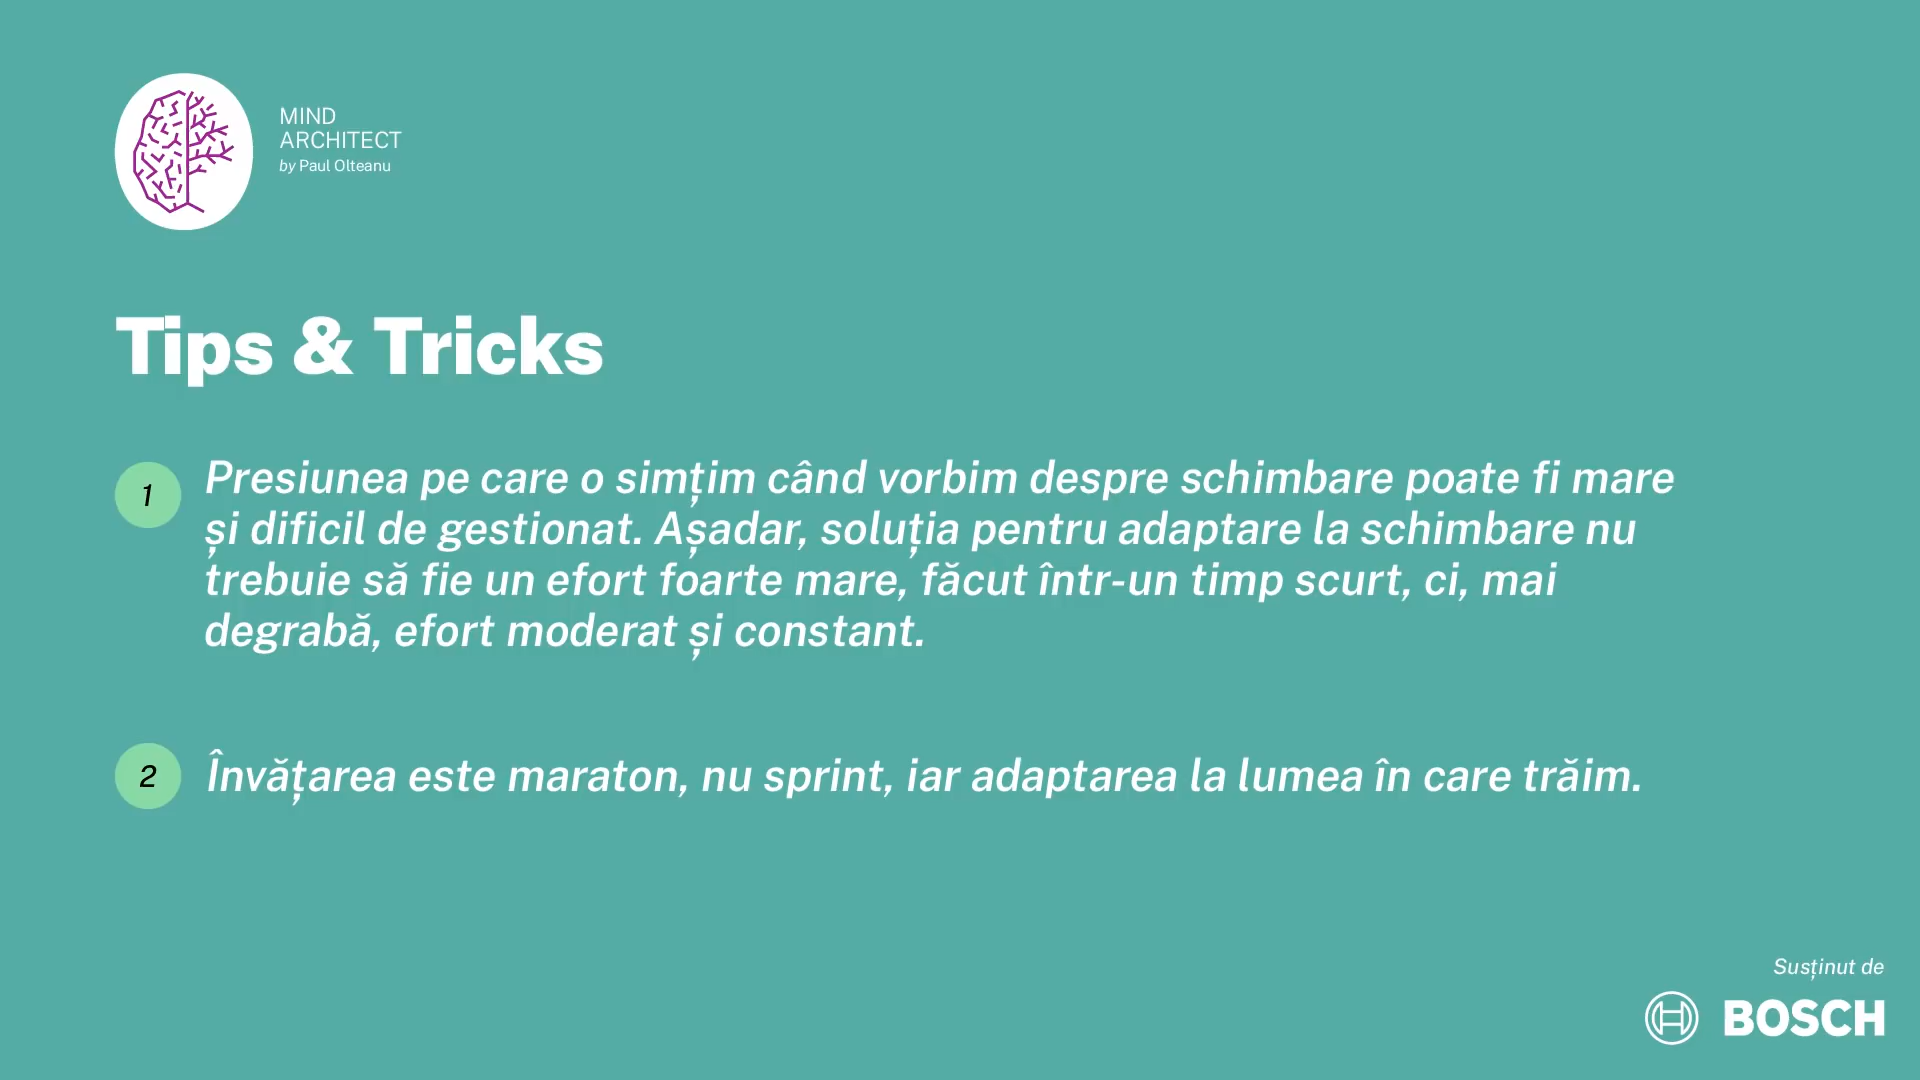 MIND
ARCHITECT
by Paul Olteanu
Tips & Tricks
1
Presiunea pe care o simțim când vorbim despre schimbare poate fi mare
și dificil de gestionat. Așadar, soluția pentru adaptare la schimbare nu
trebuie să fie un efort foarte mare, făcut într-un timp scurt, ci, mai
degrabă, efort moderat și constant.
2
Învățarea este maraton, nu sprint, iar adaptarea la lumea în care trăim.
Susținut de
BOSCH